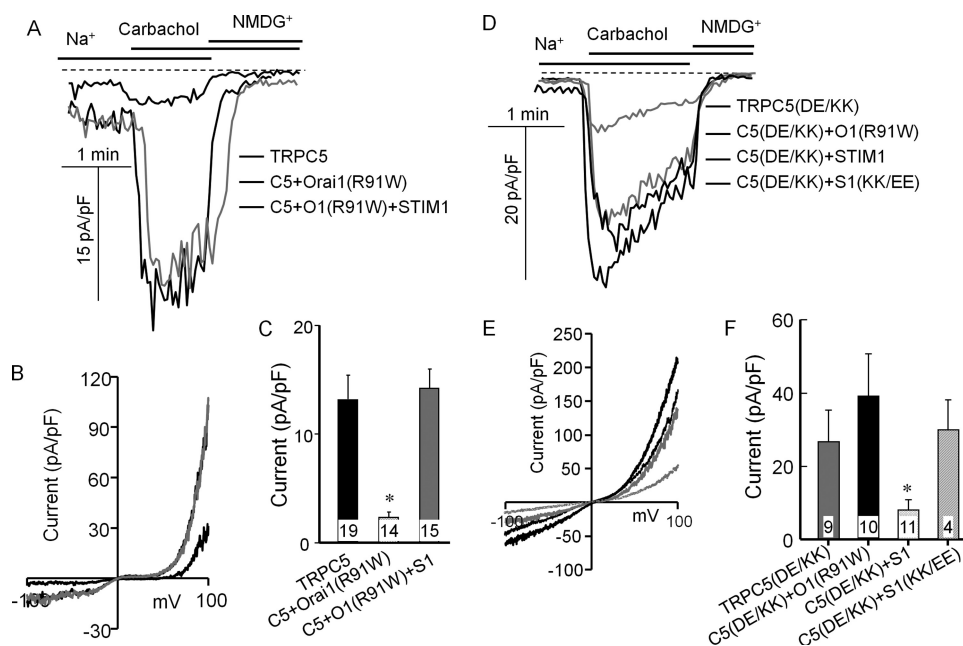 A
Na+
Carbachol
NMDG+
1 min
15 pA/pF
TRPC5
C5+Orai1(R91W)
C5+O1(R91W)+STIM1
B
Current (pA/pF)
120
90
60
30
-30
-100
mV
100
C
Current (pA/pF)
20
10
0
*
19
14
15
TRPC5
C5+Orai1(R91W)
C5+O1(R91W)+S1
D
Na+
Carbachol
NMDG+
1 min
20 pA/pF
TRPC5(DE/KK)
C5(DE/KK)+O1(R91W)
C5(DE/KK)+STIM1
C5(DE/KK)+S1(KK/EE)
E
Current (pA/pF)
250
200
150
100
50
-50
-100
-100
mV
100
F
Current (pA/pF)
60
40
20
0
*
9
10
11
4
TRPC5(DE/KK)
C5(DE/KK)+O1(R91W)
C5(DE/KK)+S1
C5(DE/KK)+S1(KK/EE)